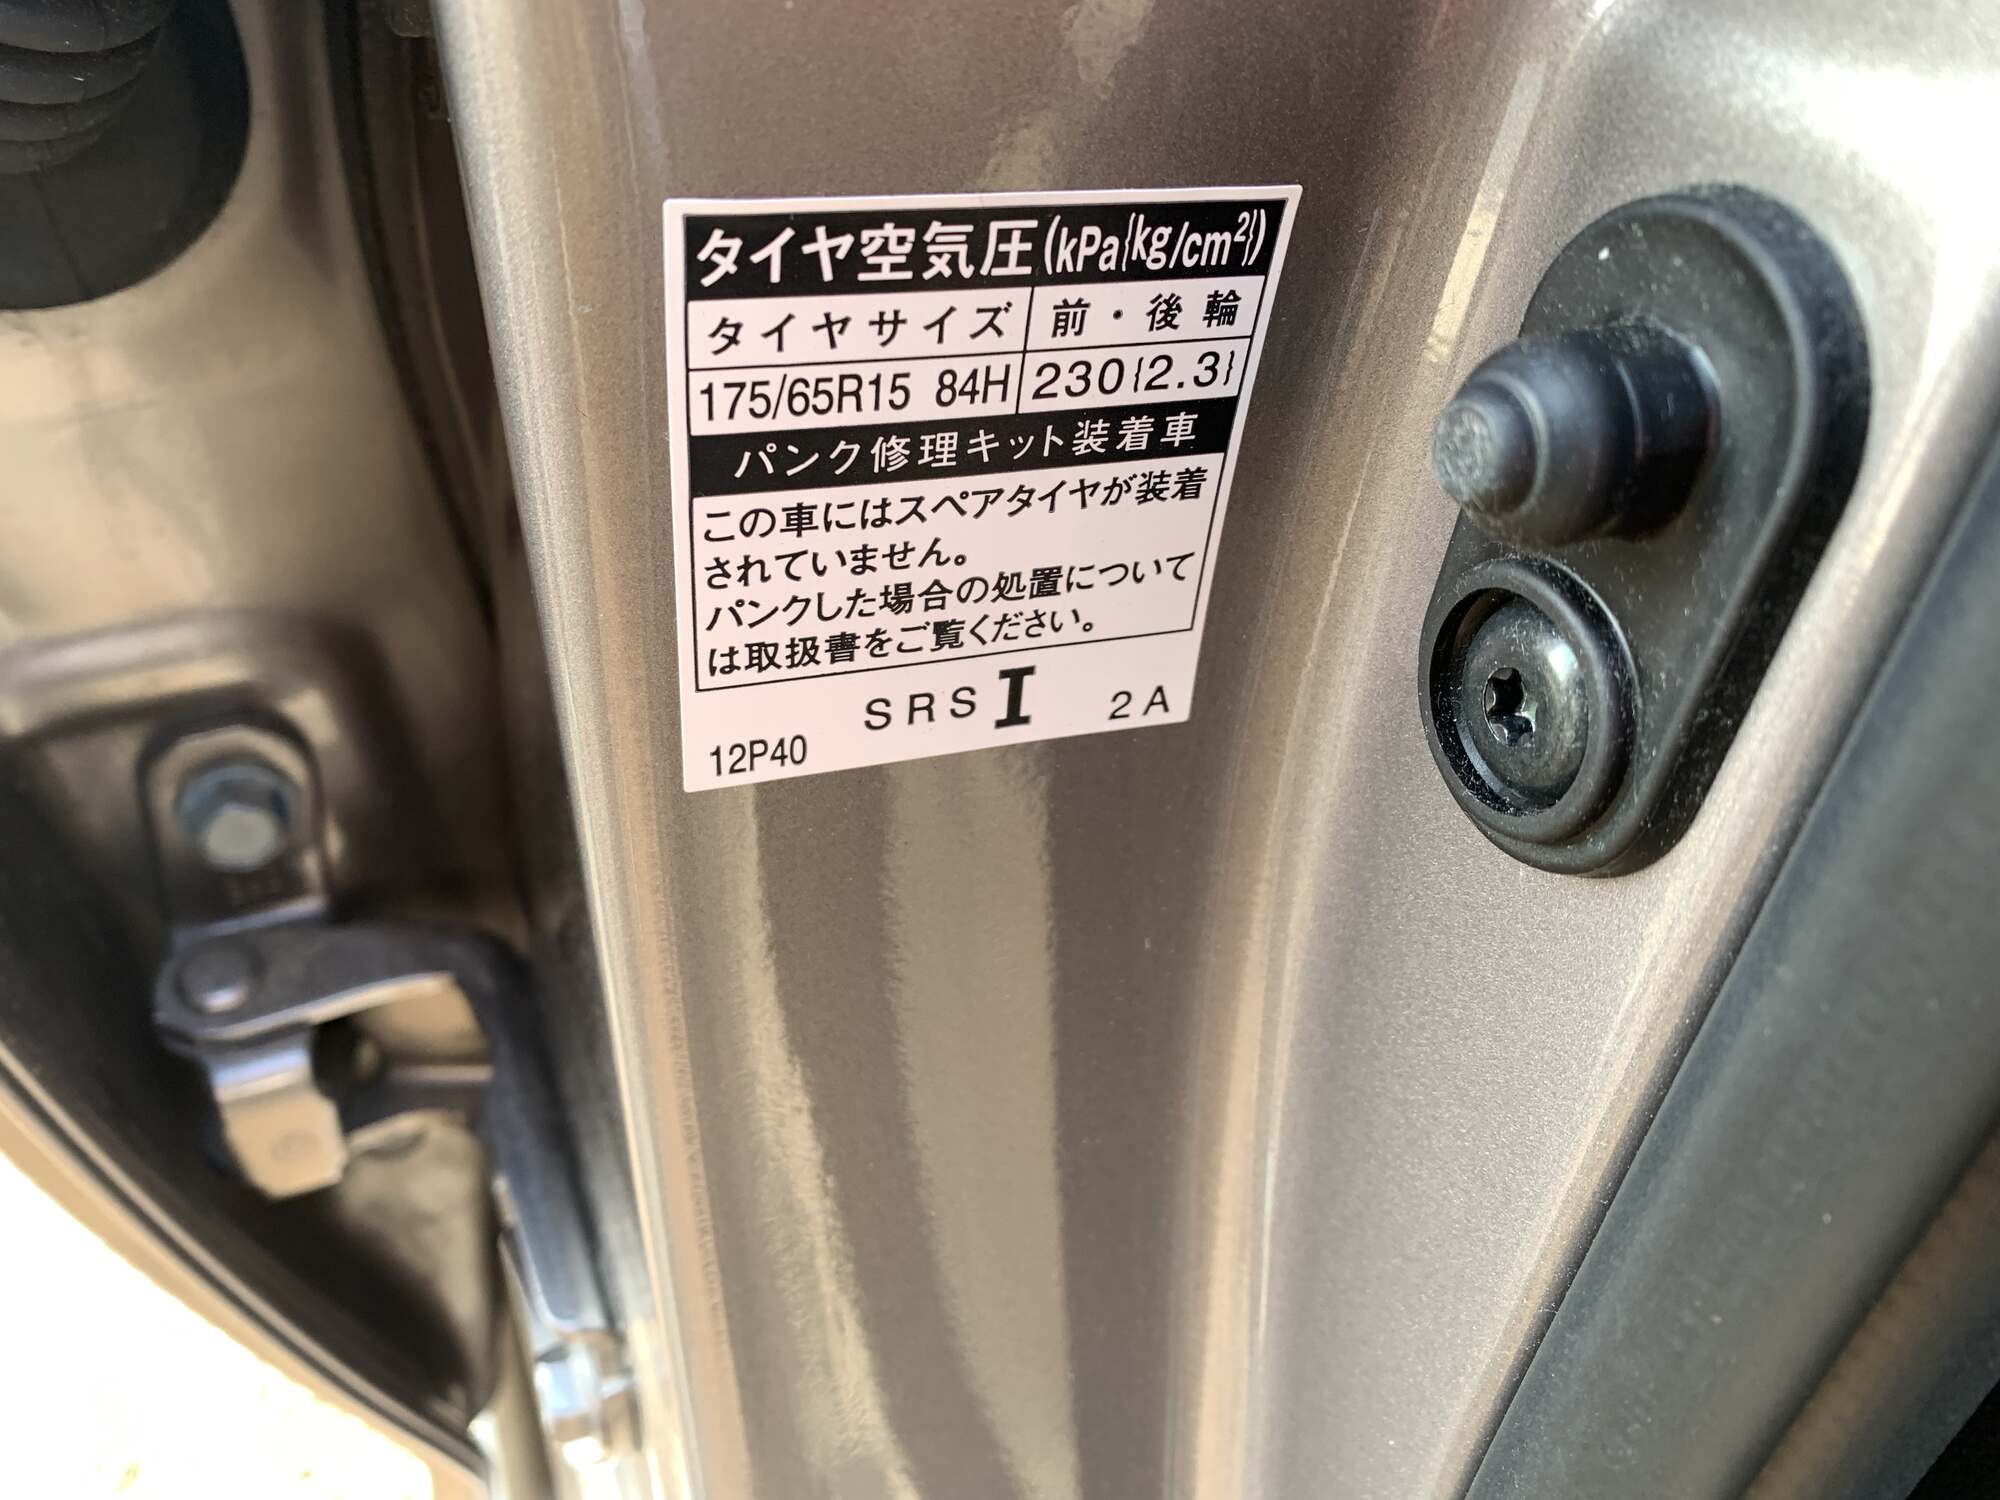 タイヤ空気圧(kPa{kg/cm²})
タイヤサイズ 前・後輪
175/65R15 84H 230{2.3}
パンク修理キット装着車
この車にはスペアタイヤが装着
されていません。
パンクした場合の処置について
は取扱書をご覧ください。
SRS I 2A
12P40